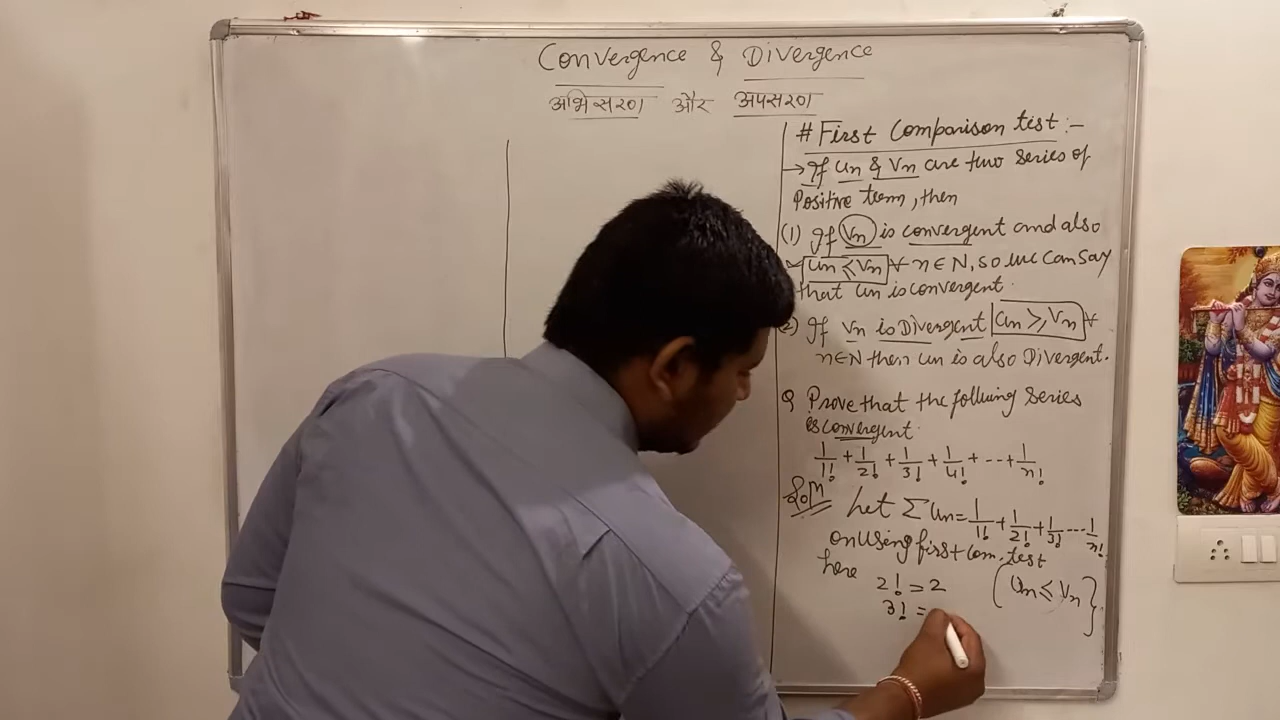 Convergence & Divergence
अभिसरण और अपसरण
# First Comparison test :-
→ If un & Vn are two series of
Positive term, then
(1) If Vn is convergent and also
un ≤ Vn ∀ n ∈ N, so we can say
that un is convergent.
(2) If Vn is Divergent un ≥ Vn ∀
n ∈ N then un is also Divergent.
Q Prove that the following series
is convergent
1/1! + 1/2! + 1/3! + 1/4! + --- + 1/n!
Soln Let Σ un = 1/1! + 1/2! + 1/3! --- 1/n!
on using first com. test
here
2! = 2 (Un ≤ Vn}
3! =